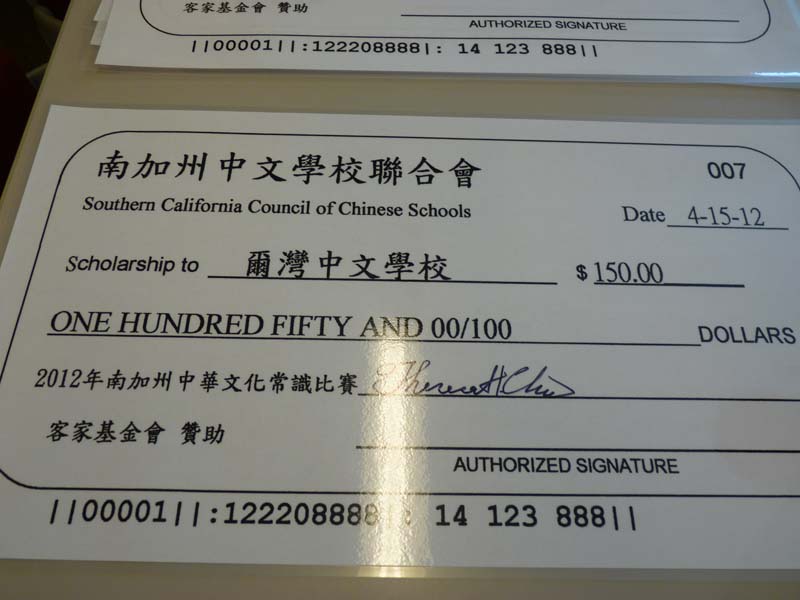 客家基金會 贊助
AUTHORIZED SIGNATURE
||00001||:122208888|: 14 123 888||
南加州中文學校聯合會
007
Southern California Council of Chinese Schools
Date 4-15-12
Scholarship to 爾灣中文學校 $ 150.00
ONE HUNDRED FIFTY AND 00/100 DOLLARS
2012年南加州中華文化常識比賽
客家基金會 贊助
AUTHORIZED SIGNATURE
||00001||:122208888|: 14 123 888||